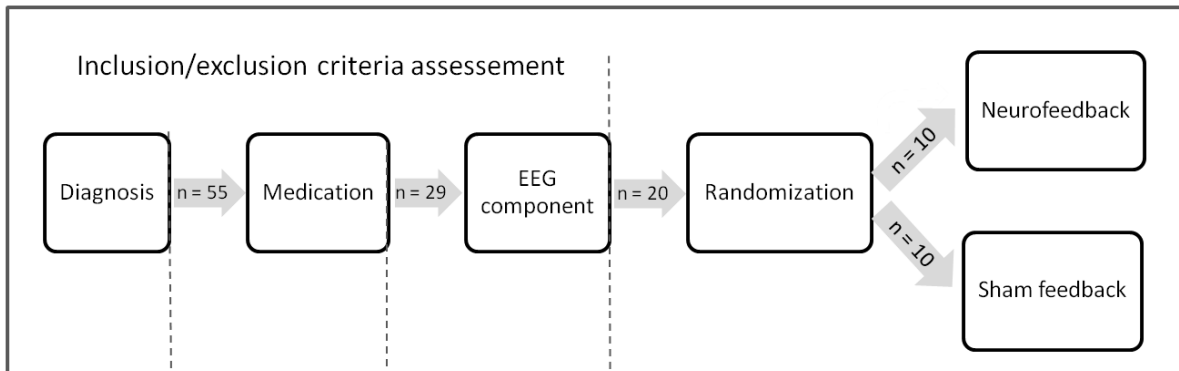 Inclusion/exclusion criteria assessement
Diagnosis
n = 55
Medication
n = 29
EEG
component
n = 20
Randomization
n = 10
Neurofeedback
n = 10
Sham feedback